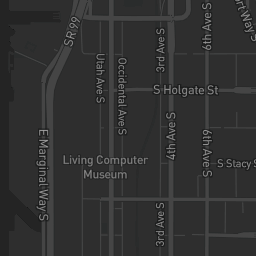 SR 99
Utah Ave S
Occidental Ave S
3rd Ave S
6th Ave S
S Holgate St
E Marginal Way S
4th Ave S
6th Ave S
Living Computer
Museum
S Stacy S
3rd Ave S